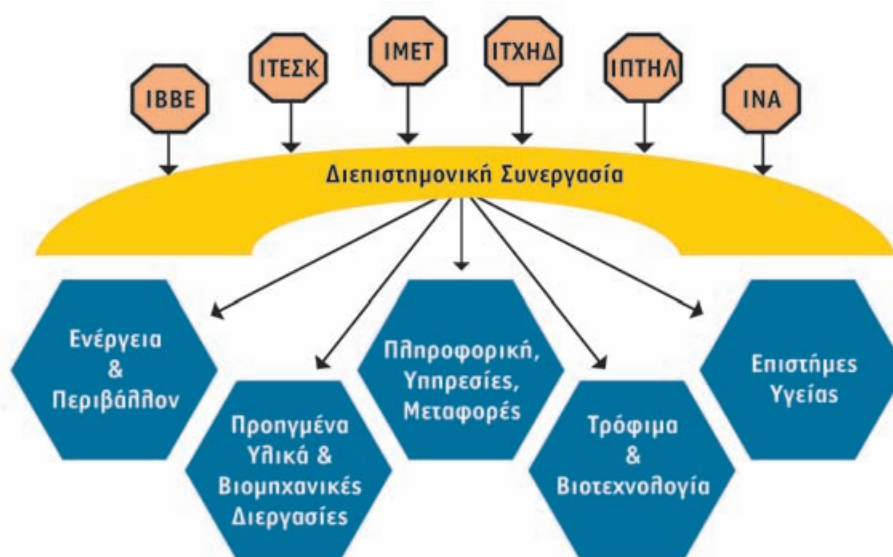 ΙΒΒΕ
ΙΤΕΣΚ
ΙΜΕΤ
ΙΤΧΗΔ
ΙΠΤΗΛ
ΙΝΑ
Διεπιστημονική Συνεργασία
Ενέργεια
&
Περιβάλλον
Προηγμένα
Υλικά &
Βιομηχανικές
Διεργασίες
Πληροφορική,
Υπηρεσίες,
Μεταφορές
Τρόφιμα
&
Βιοτεχνολογία
Επιστήμες
Υγείας